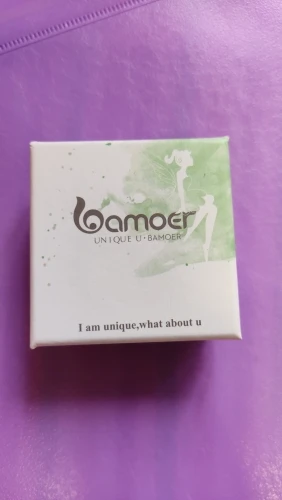 bamoer
UNIQUE U · BAMOER
I am unique,what about u